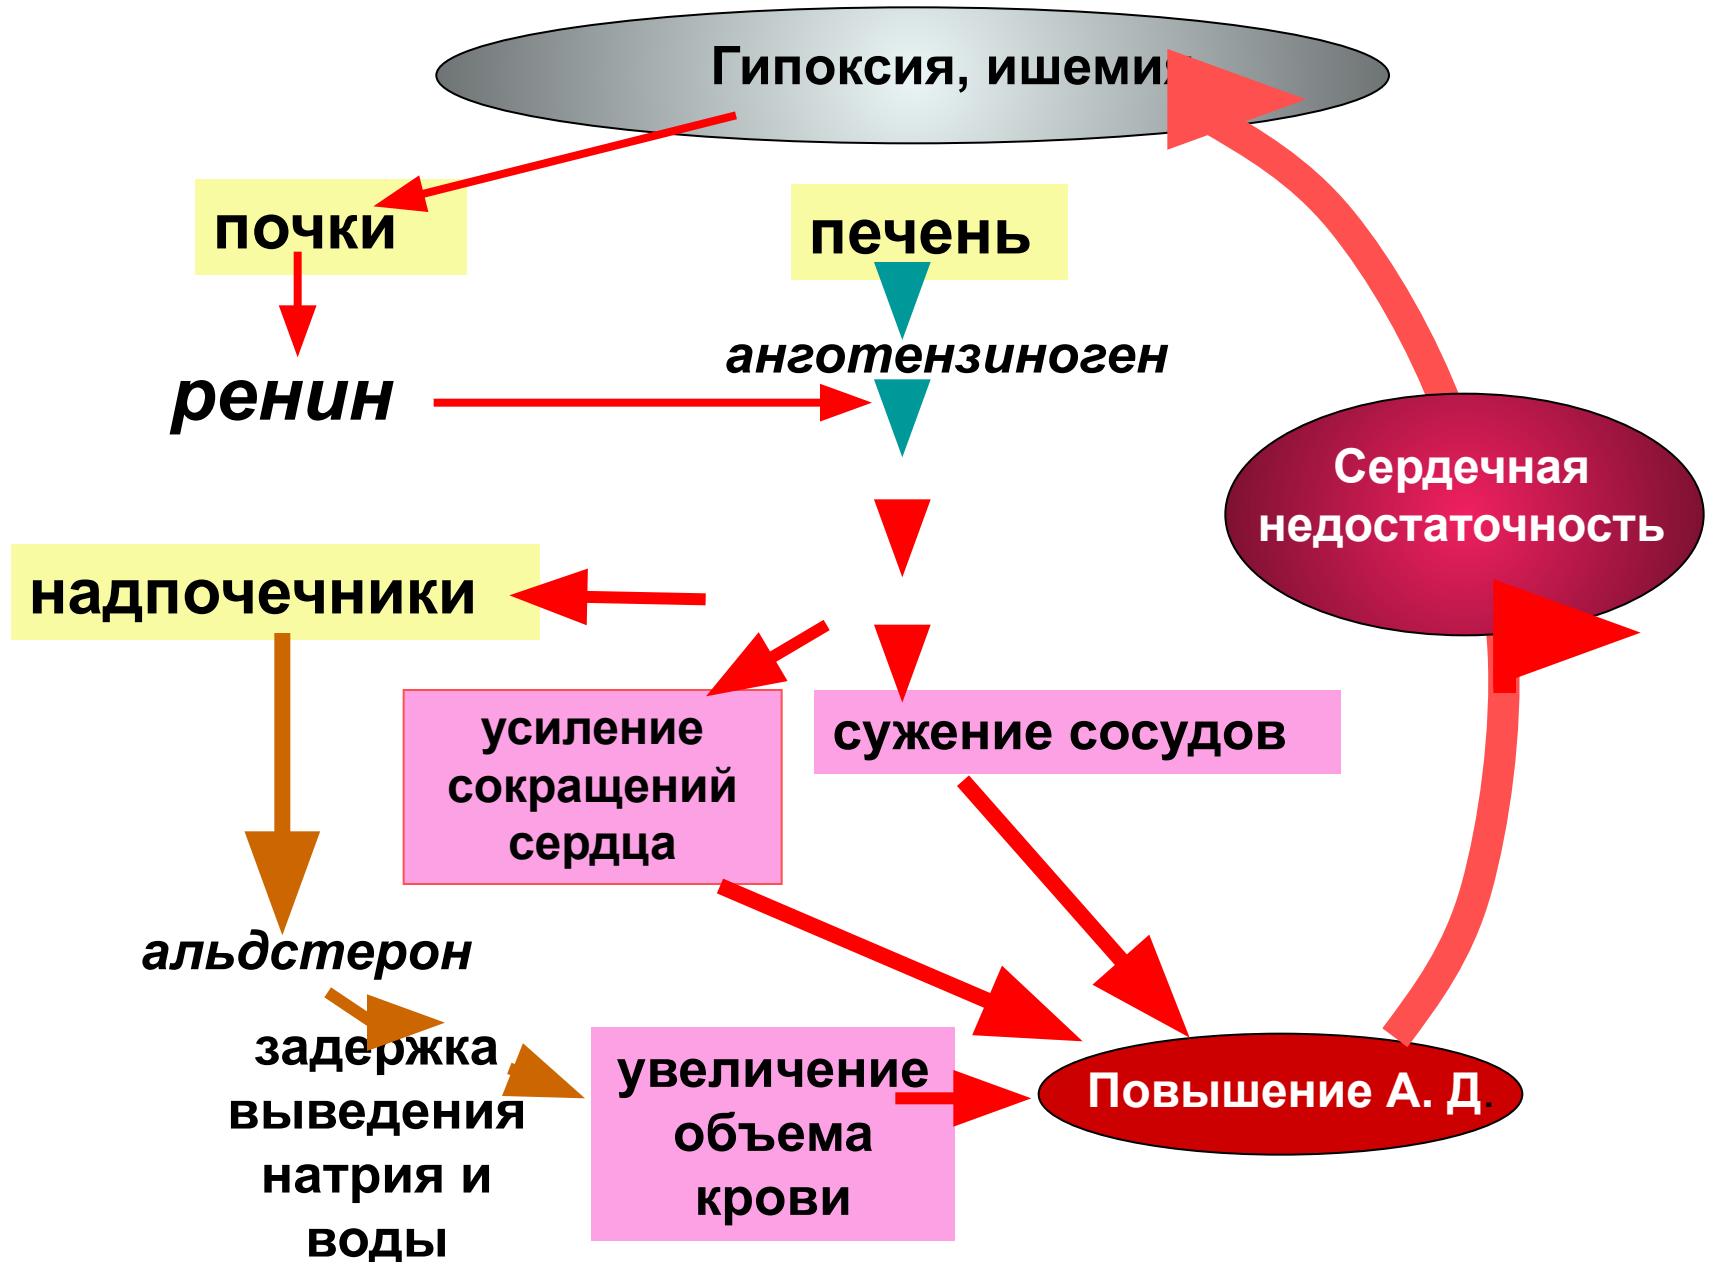 Гипоксия, ишемия
почки
печень
анготензиноген
ренин
Сердечная
недостаточность
надпочечники
усиление
сокращений
сердца
сужение сосудов
альдстерон
задержка
выведения
натрия и
воды
увеличение
объема
крови
Повышение А. Д.